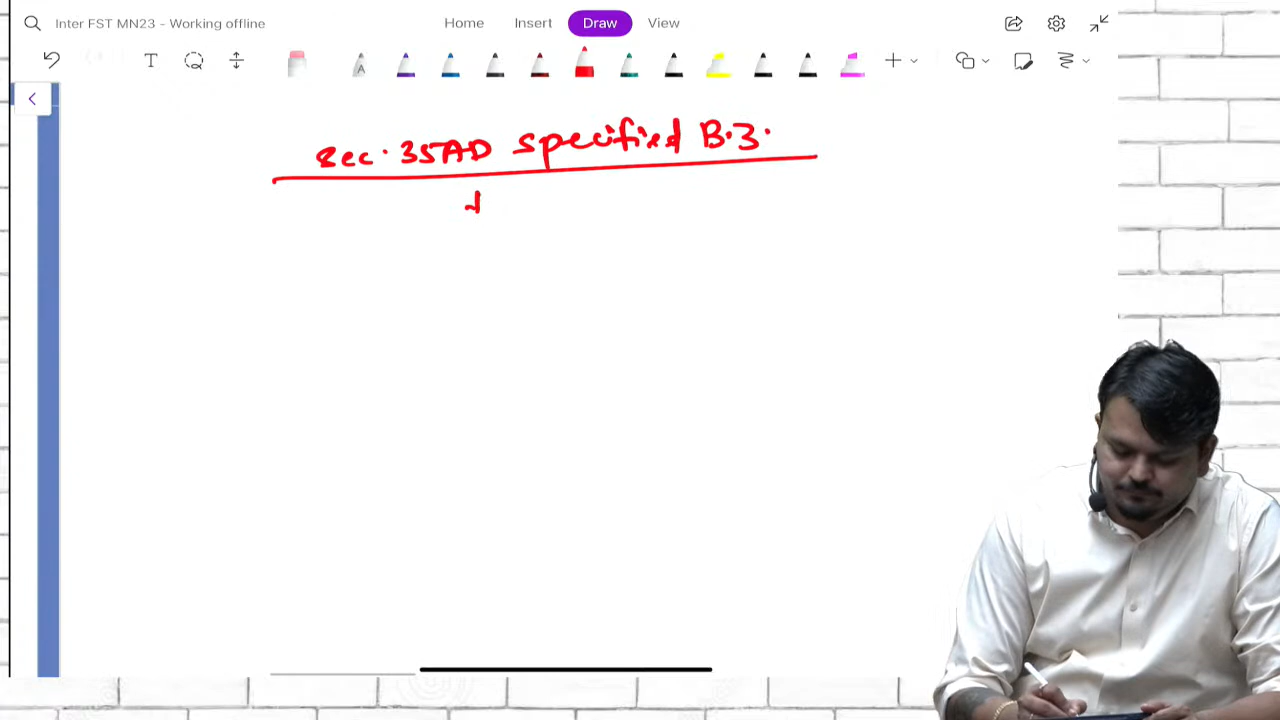 Inter FST MN23 - Working offline
Home Insert Draw View
T
A
Sec. 35AD specified B.3.